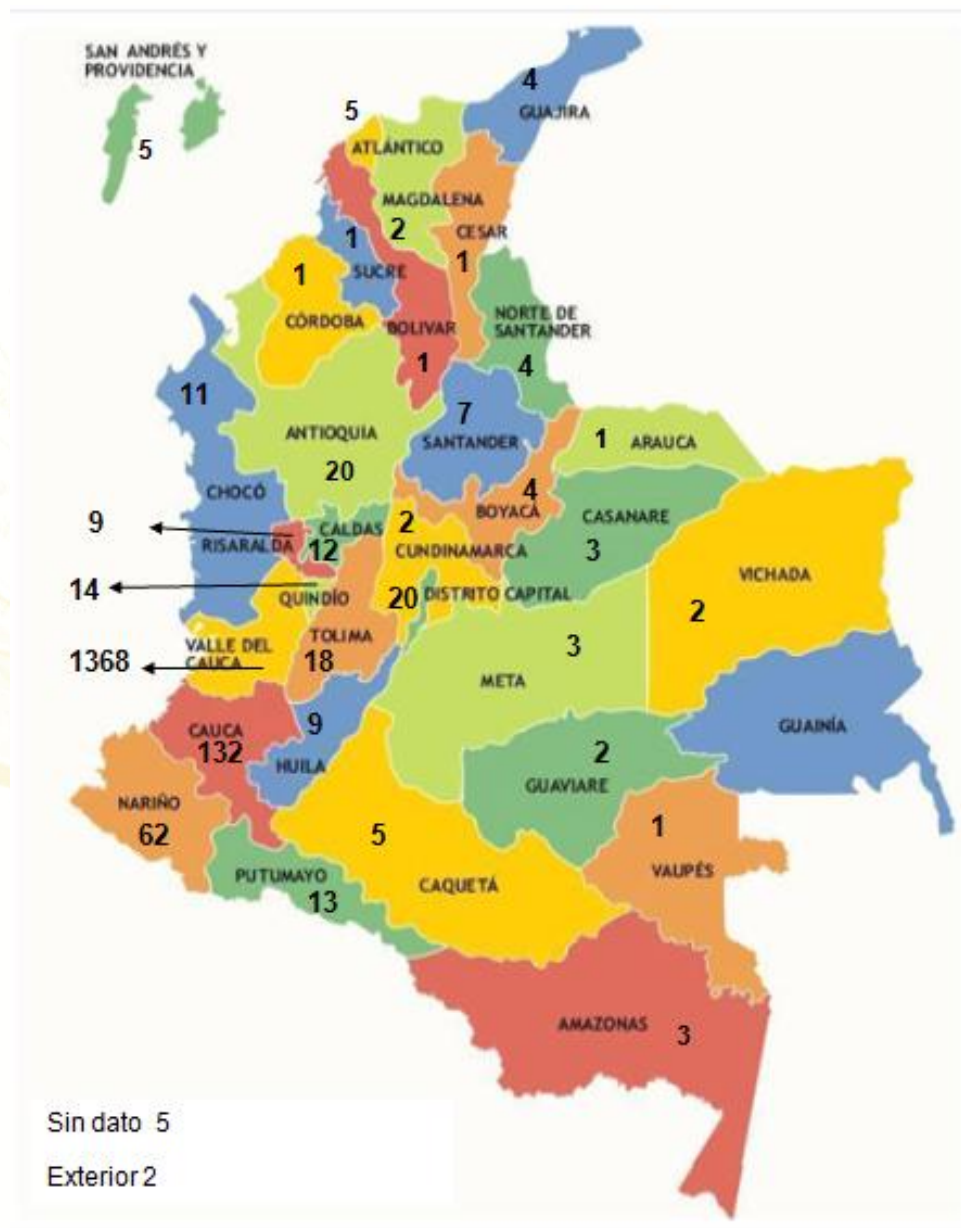 SAN ANDRÉS Y
PROVIDENCIA
5
4
GUAJIRA
5
ATLÁNTICO
MAGDALENA
2
CESAR
1
1
SUCRE
1
CÓRDOBA
BOLIVAR
1
NORTE DE
SANTANDER
4
11
CHOCÓ
ANTIOQUIA
20
7
SANTANDER
1 ARAUCA
4
BOYACÁ
CASANARE
3
9
RISARALDA
CALDAS
12
2
CUNDINAMARCA
VICHADA
2
14
QUINDÍO
20 DISTRITO CAPITAL
VALLE DEL
CAUCA
1368
TOLIMA
18
3
META
CAUCA
132
9
HUILA
GUAINÍA
2
GUAVIARE
NARIÑO
62
5
CAQUETÁ
1
VAUPÉS
PUTUMAYO
13
AMAZONAS 3
Sin dato 5
Exterior 2